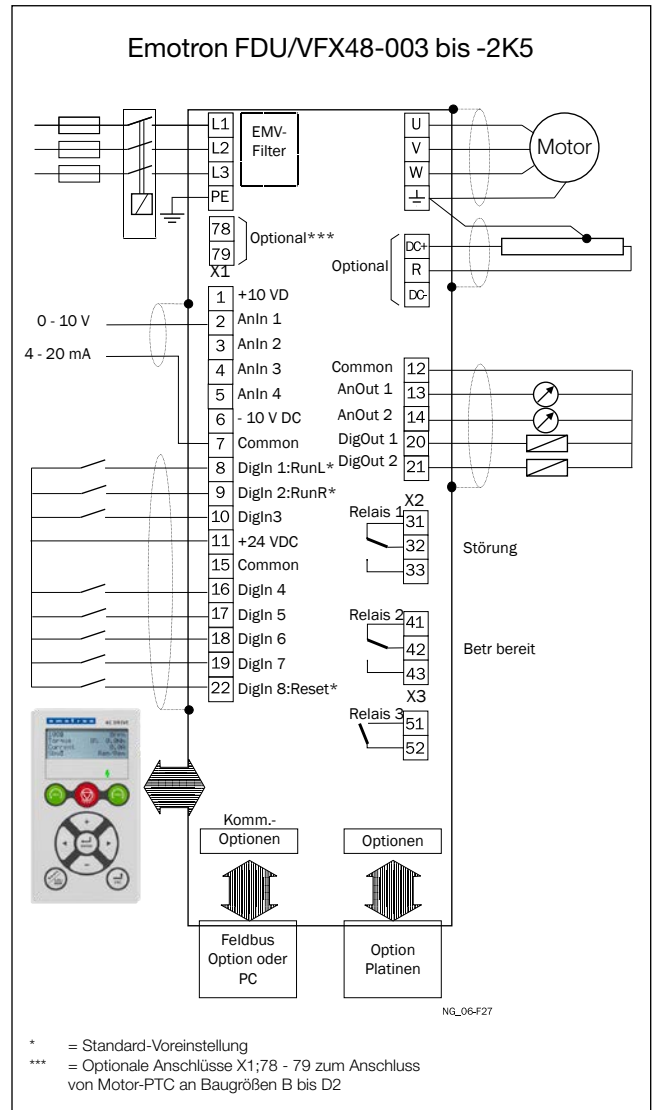 Emotron FDU/VFX48-003 bis -2K5
L1
L2
L3
PE
EMV-
Filter
U
V
W
Motor
78
79
Optional***
X1
DC+
R
DC-
Optional
0 - 10 V
4 - 20 mA
1 +10 VD
2 AnIn 1
3 AnIn 2
4 AnIn 3
5 AnIn 4
6 - 10 V DC
7 Common
8 DigIn 1:RunL*
9 DigIn 2:RunR*
10 DigIn3
11 +24 VDC
15 Common
16 DigIn 4
17 DigIn 5
18 DigIn 6
19 DigIn 7
22 DigIn 8:Reset*
Common 12
AnOut 1 13
AnOut 2 14
DigOut 1 20
DigOut 2 21
X2
Relais 1
31
32
33
Störung
Relais 2
41
42
43
Betr bereit
X3
Relais 3
51
52
emotron AC DRIVE
Komm.-
Optionen
Optionen
Feldbus
Option oder
PC
Option
Platinen
NG_06-F27
* = Standard-Voreinstellung
*** = Optionale Anschlüsse X1;78 - 79 zum Anschluss
von Motor-PTC an Baugrößen B bis D2